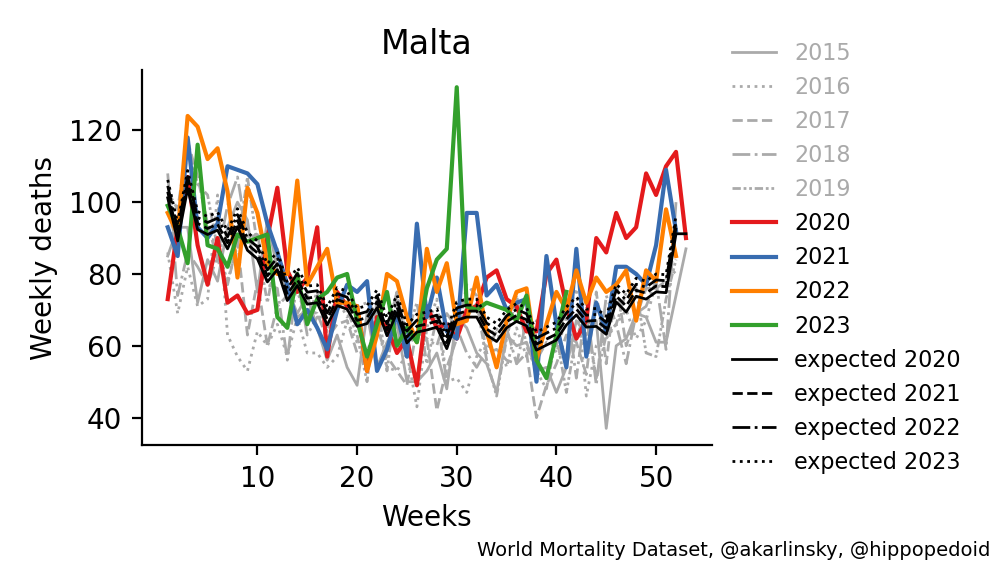 Malta
Weekly deaths
120
100
80
60
40
10 20 30 40 50
Weeks
2015
2016
2017
2018
2019
2020
2021
2022
2023
expected 2020
expected 2021
expected 2022
expected 2023
World Mortality Dataset, @akarlinsky, @hippopedoid